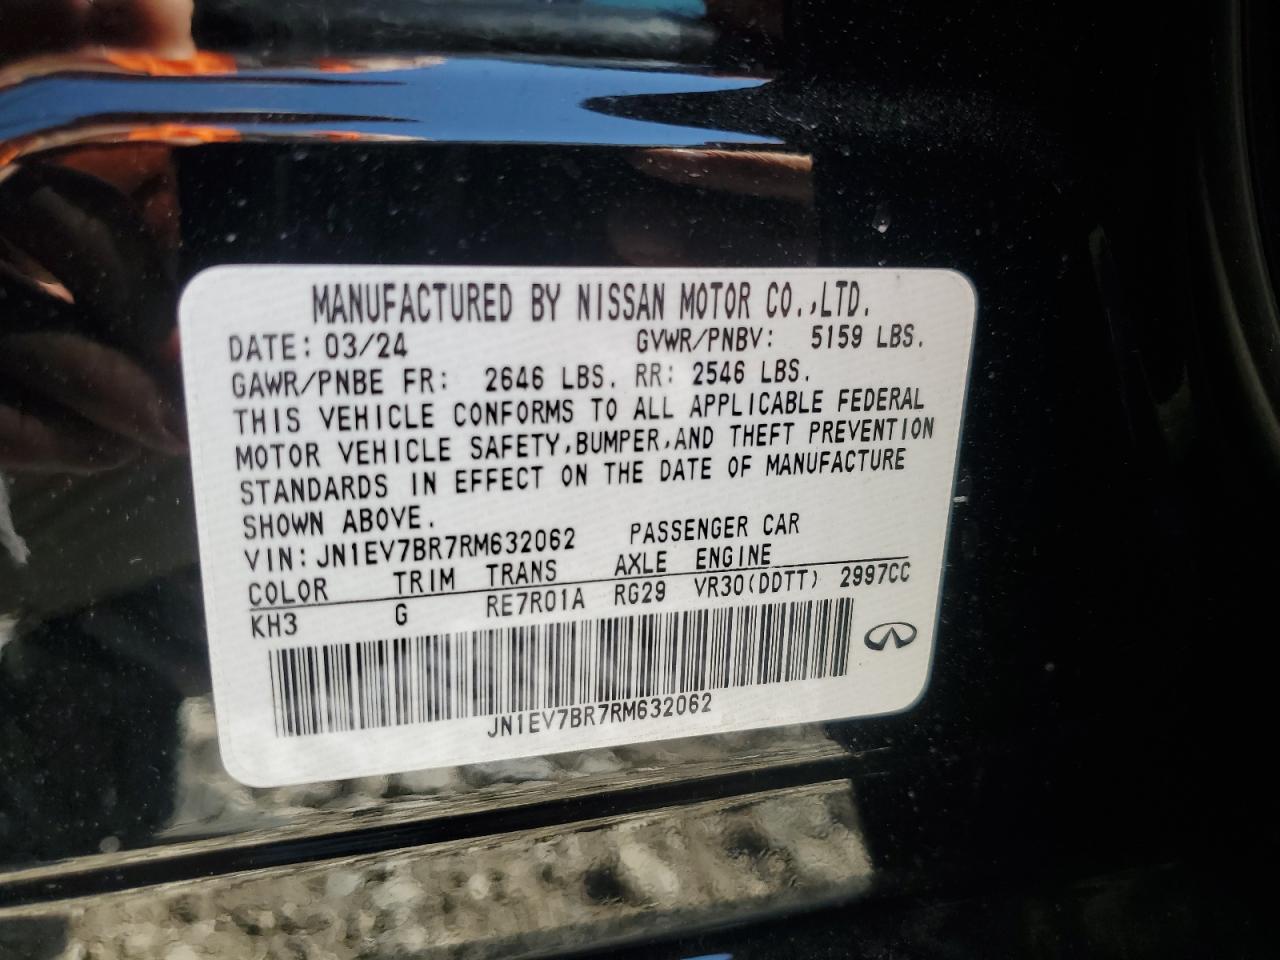 MANUFACTURED BY NISSAN MOTOR CO.,LTD.
DATE: 03/24 GVWR/PNBV: 5159 LBS.
GAWR/PNBE FR: 2646 LBS. RR: 2546 LBS.
THIS VEHICLE CONFORMS TO ALL APPLICABLE FEDERAL
MOTOR VEHICLE SAFETY,BUMPER,AND THEFT PREVENTION
STANDARDS IN EFFECT ON THE DATE OF MANUFACTURE
SHOWN ABOVE.
VIN: JN1EV7BR7RM632062 PASSENGER CAR
COLOR TRIM TRANS AXLE ENGINE
KH3 G RE7R01A RG29 VR30(DDTT) 2997CC
JN1EV7BR7RM632062